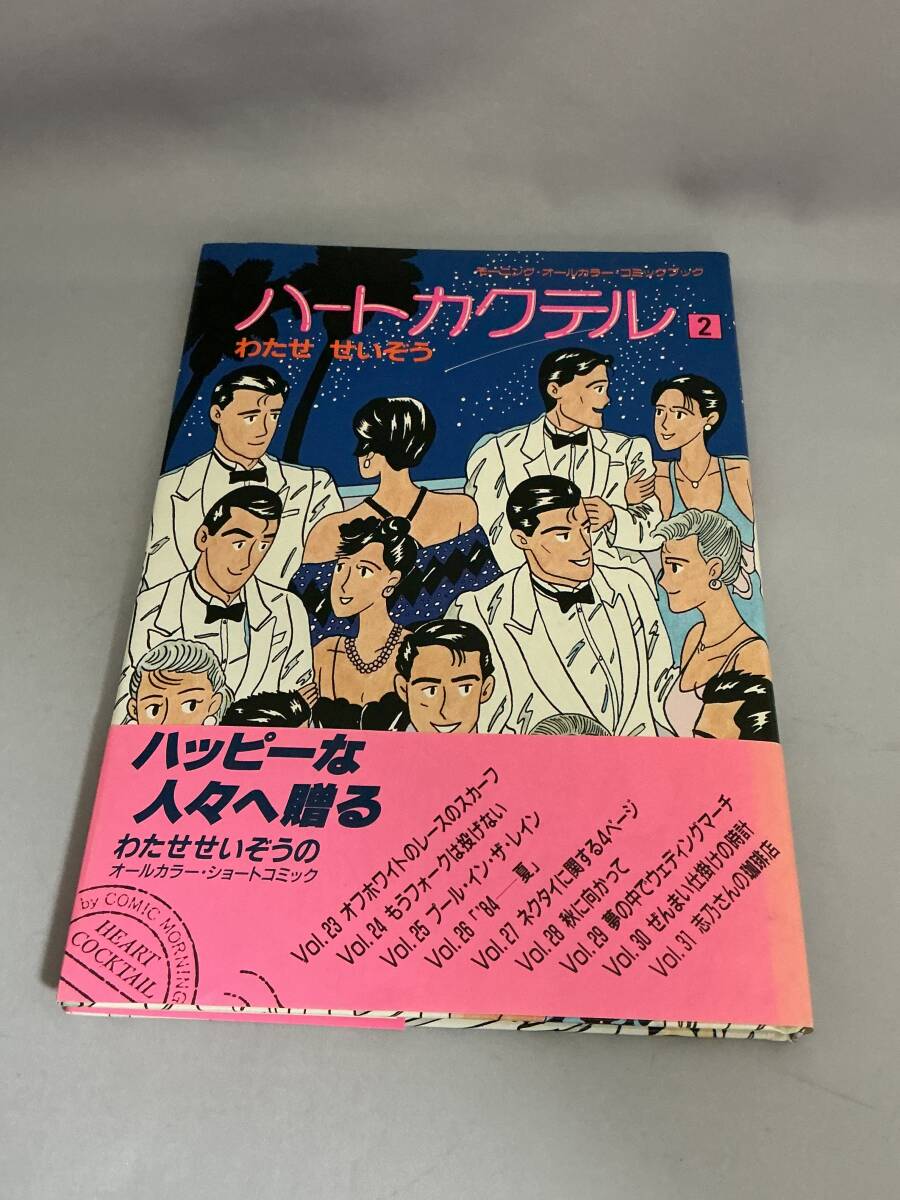 モーニング・オールカラー・コミックブック
ハートカクテル 2
わたせ せいぞう
ハッピーな
人々へ贈る
わたせせいぞうの
オールカラー・ショートコミック
by COMIC MORNING
HEART
COCKTAIL
Vol.23 オフホワイトのレースのスカーフ
Vol.24 もうフォークは投げない
Vol.25 プール・イン・ザ・レイン
Vol.26 「'84——夏」
Vol.27 ネクタイに関する4ページ
Vol.28 秋に向かって
Vol.29 夢の中でウェディングマーチ
Vol.30 ぜんまい仕掛けの時計
Vol.31 志乃さんの珈琲店